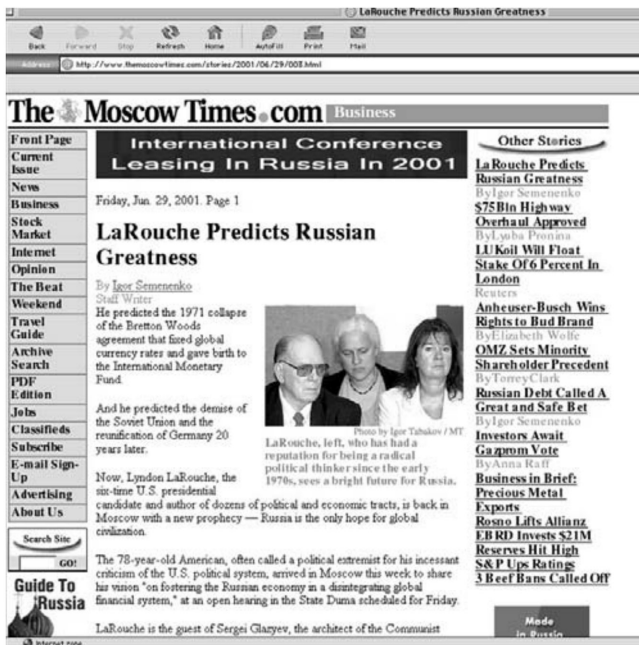 LaRouche Predicts Russian Greatness
Back Forward Stop Refresh Home AutoFill Print Mail
Address http://www.themoscowtimes.com/stories/2001/06/29/008.html
The Moscow Times.com Business
Front Page
Current
Issue
News
Business
Stock
Market
Internet
Opinion
The Beat
Weekend
Travel
Guide
Archive
Search
PDF
Edition
Jobs
Classifieds
Subscribe
E-mail Sign-
Up
Advertising
About Us
Search Site
GO!
Guide To
Russia
International Conference
Leasing In Russia In 2001
Friday, Jun. 29, 2001. Page 1
LaRouche Predicts Russian
Greatness
By Igor Semenenko
Staff Writer
He predicted the 1971 collapse
of the Bretton Woods
agreement that fixed global
currency rates and gave birth to
the International Monetary
Fund.
And he predicted the demise of
the Soviet Union and the
reunification of Germany 20
years later.
Photo by Igor Tabakov / MT
LaRouche, left, who has had a
reputation for being a radical
political thinker since the early
1970s, sees a bright future for Russia.
Now, Lyndon LaRouche, the
six-time U.S. presidential
candidate and author of dozens of political and economic tracts, is back in
Moscow with a new prophecy — Russia is the only hope for global
civilization.
The 78-year-old American, often called a political extremist for his incessant
criticism of the U.S. political system, arrived in Moscow this week to share
his vision "on fostering the Russian economy in a disintegrating global
financial system," at an open hearing in the State Duma scheduled for Friday.
LaRouche is the guest of Sergei Glazyev, the architect of the Communist
Other Stories
LaRouche Predicts
Russian Greatness
By Igor Semenenko
$75Bln Highway
Overhaul Approved
By Lyuba Pronina
LUKoil Will Float
Stake Of 6 Percent In
London
Reuters
Anheuser-Busch Wins
Rights to Bud Brand
By Elizabeth Wolfe
OMZ Sets Minority
Shareholder Precedent
By Torrey Clark
Russian Debt Called A
Great and Safe Bet
By Igor Semenenko
Investors Await
Gazprom Vote
By Anna Raff
Business in Brief:
Precious Metal
Exports
Rosno Lifts Allianz
EBRD Invests $21M
Reserves Hit High
S&P Ups Ratings
3 Beef Bans Called Off
Made
in Russia
Internet zone